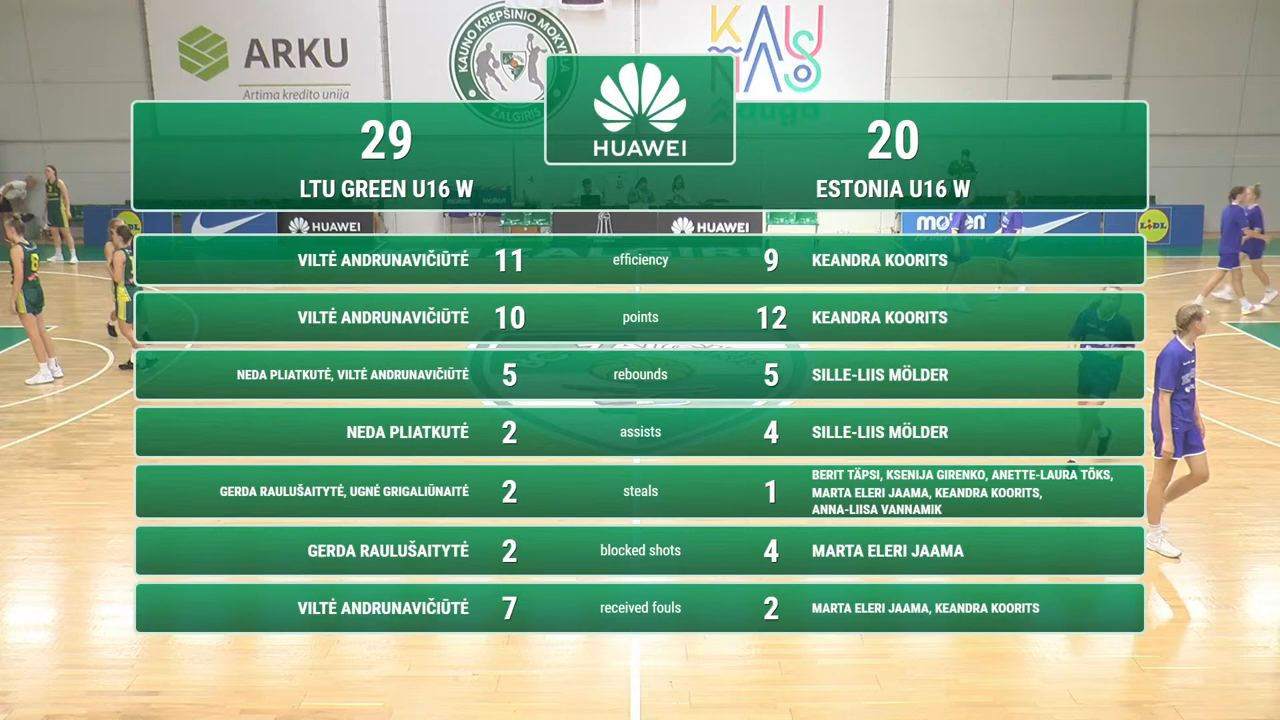 ARKU
Artima kredito unija
KAUNO KREPŠINIO MOKYKLA
ŽALGIRIS
KAU
NAS
HUAWEI
29
20
LTU GREEN U16 W
ESTONIA U16 W
HUAWEI
HUAWEI
molten
LIDL
VILTĖ ANDRUNAVIČIŪTĖ 11 efficiency 9 KEANDRA KOORITS
VILTĖ ANDRUNAVIČIŪTĖ 10 points 12 KEANDRA KOORITS
NEDA PLIATKUTĖ, VILTĖ ANDRUNAVIČIŪTĖ 5 rebounds 5 SILLE-LIIS MÖLDER
NEDA PLIATKUTĖ 2 assists 4 SILLE-LIIS MÖLDER
GERDA RAULUŠAITYTĖ, UGNĖ GRIGALIŪNAITĖ 2 steals 1 BERIT TÄPSI, KSENIJA GIRENKO, ANETTE-LAURA TÕKS,
MARTA ELERI JAAMA, KEANDRA KOORITS,
ANNA-LIISA VANNAMIK
GERDA RAULUŠAITYTĖ 2 blocked shots 4 MARTA ELERI JAAMA
VILTĖ ANDRUNAVIČIŪTĖ 7 received fouls 2 MARTA ELERI JAAMA, KEANDRA KOORITS